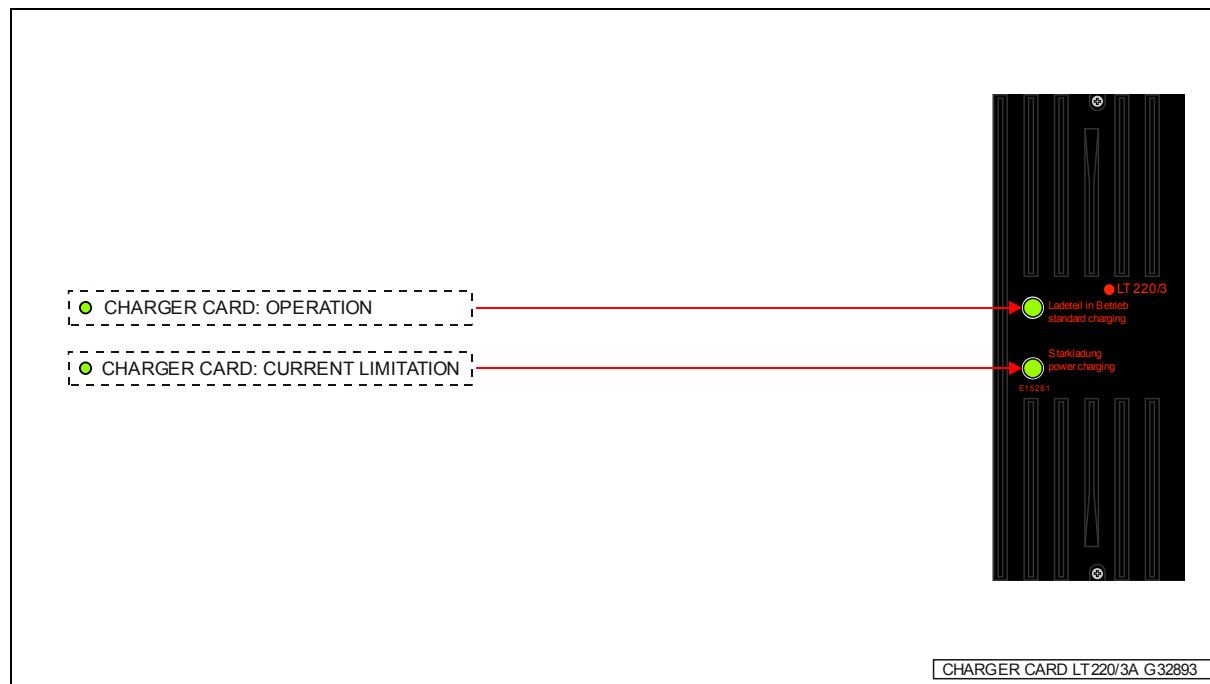 LT 220/3
CHARGER CARD: OPERATION
Ladeteil in Betrieb
standard charging
CHARGER CARD: CURRENT LIMITATION
Starkladung
power charging
E15261
CHARGER CARD LT220/3A G32893